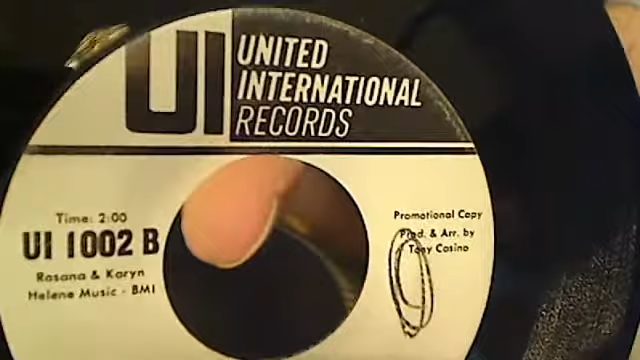 UI
UNITED
INTERNATIONAL
RECORDS
Time: 2:00
UI 1002 B
Rosana & Karyn
Helene Music - BMI
Promotional Copy
Prod. & Arr. by
Tony Casino